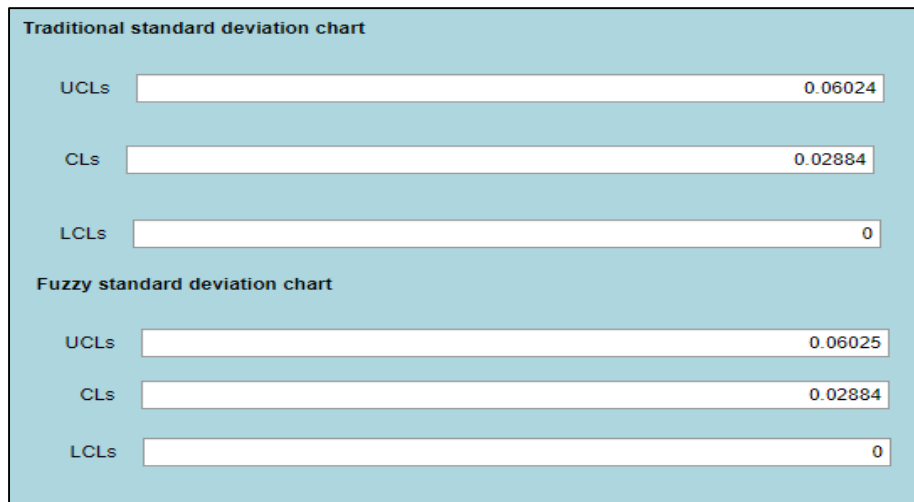 Traditional standard deviation chart
UCLs 0.06024
CLs 0.02884
LCLs 0
Fuzzy standard deviation chart
UCLs 0.06025
CLs 0.02884
LCLs 0